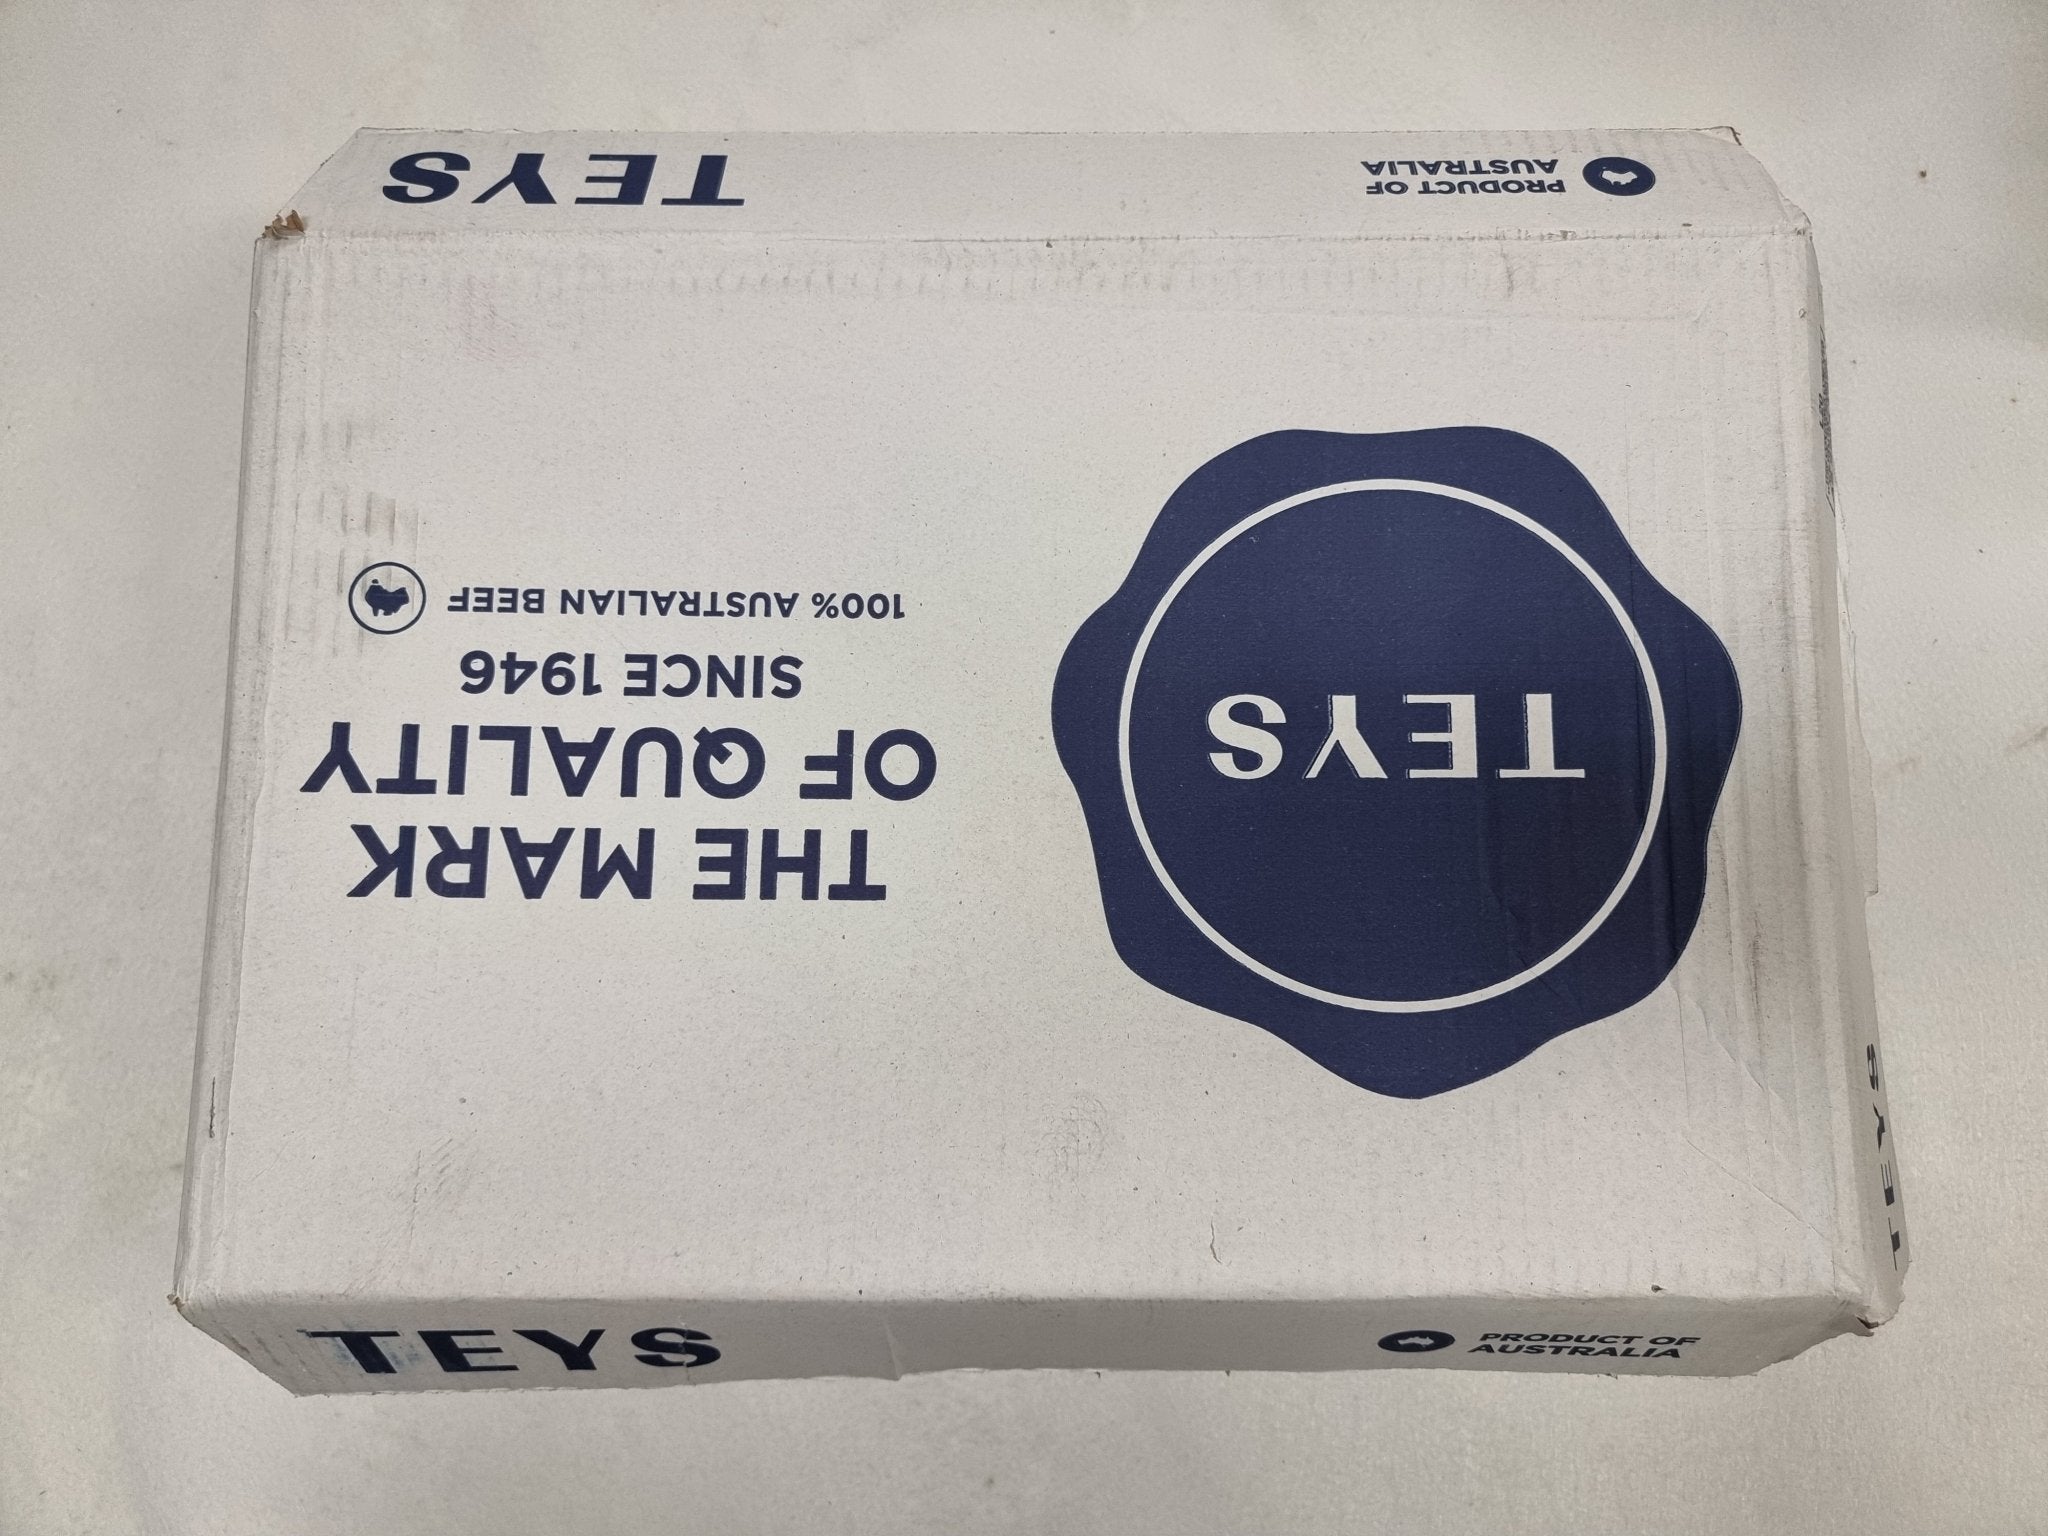 TEYS
PRODUCT OF
AUSTRALIA
TEYS
THE MARK
OF QUALITY
SINCE 1946
100% AUSTRALIAN BEEF
TEYS
TEYS
PRODUCT OF
AUSTRALIA